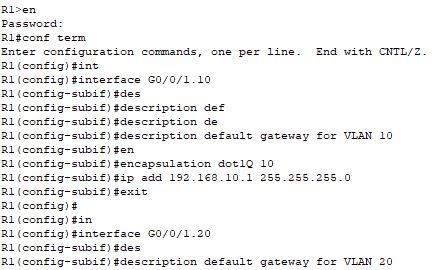 R1>en
Password:
R1#conf term
Enter configuration commands, one per line.  End with CNTL/Z.
R1(config)#int
R1(config)#interface G0/0/1.10
R1(config-subif)#des
R1(config-subif)#description def
R1(config-subif)#description de
R1(config-subif)#description default gateway for VLAN 10
R1(config-subif)#en
R1(config-subif)#encapsulation dot1Q 10
R1(config-subif)#ip add 192.168.10.1 255.255.255.0
R1(config-subif)#exit
R1(config)#
R1(config)#in
R1(config)#interface G0/0/1.20
R1(config-subif)#des
R1(config-subif)#description default gateway for VLAN 20